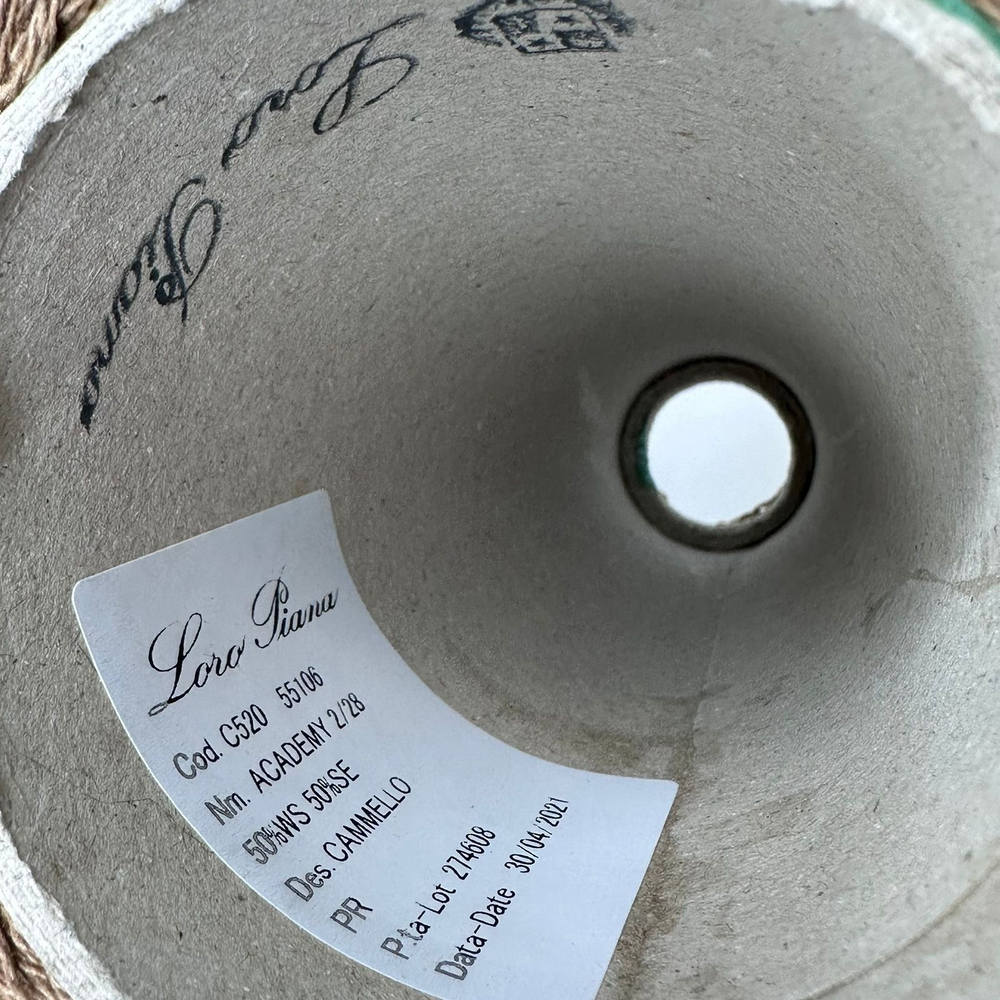 Loro Piana
Loro Piana
Cod. C520 55106
Nm. ACADEMY 2/28
50%WS 50%SE
Des. CAMMELLO
PR
P.ta-Lot 274608
Data-Date 30/04/2021